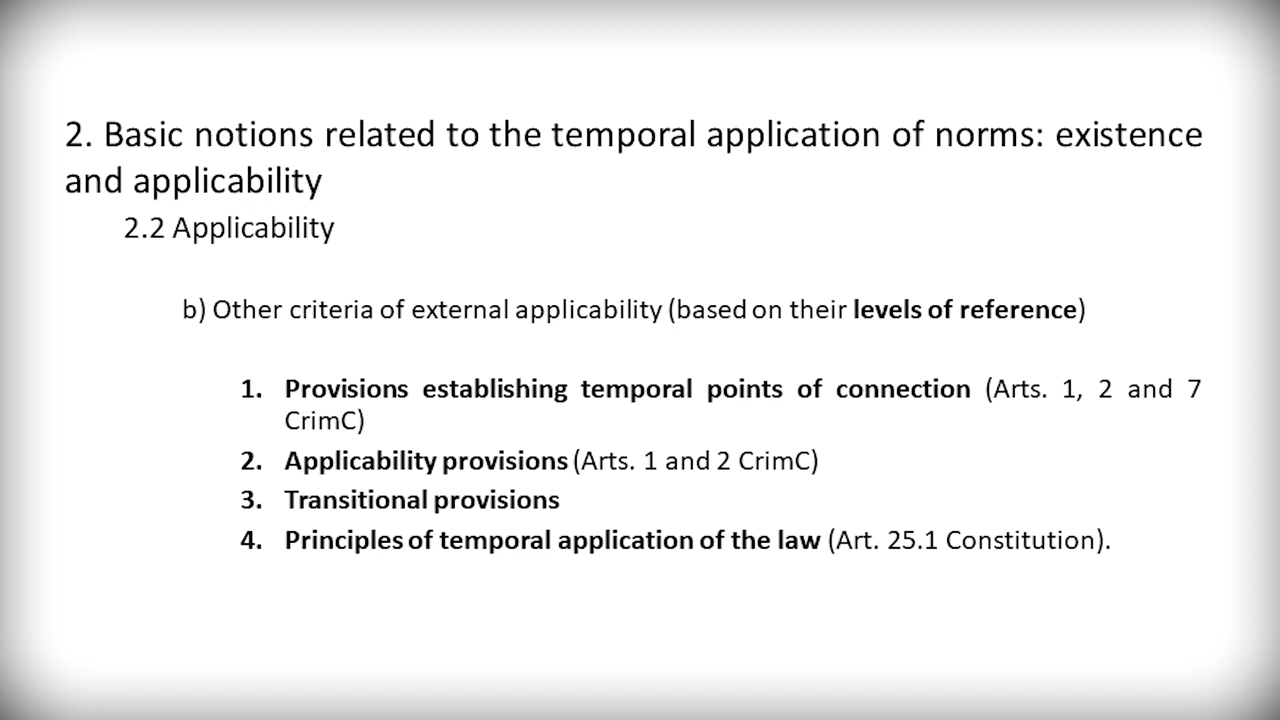 2. Basic notions related to the temporal application of norms: existence
and applicability
2.2 Applicability
b) Other criteria of external applicability (based on their levels of reference)
1. Provisions establishing temporal points of connection (Arts. 1, 2 and 7
CrimC)
2. Applicability provisions (Arts. 1 and 2 CrimC)
3. Transitional provisions
4. Principles of temporal application of the law (Art. 25.1 Constitution).